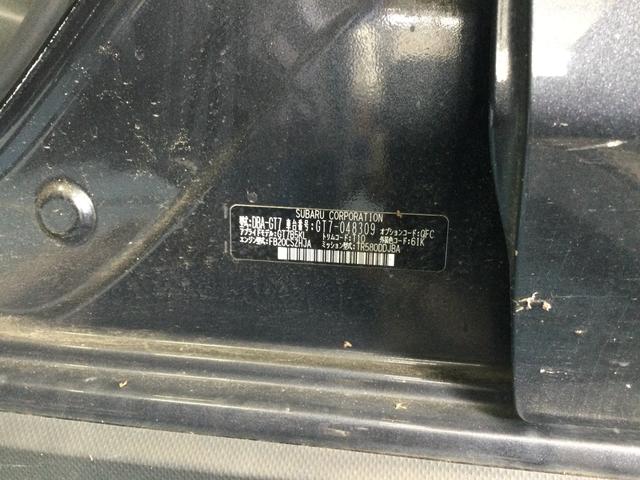 SUBARU CORPORATION
型式:DBA-GT7 車台番号:GT7-048309
アプライドモデル:GT7B5KL トリムコード:J10 オプションコード:QFC
エンジン型式:FB20CSZHJA ミッション型式:TR580DDJBA 外装色コード:61K